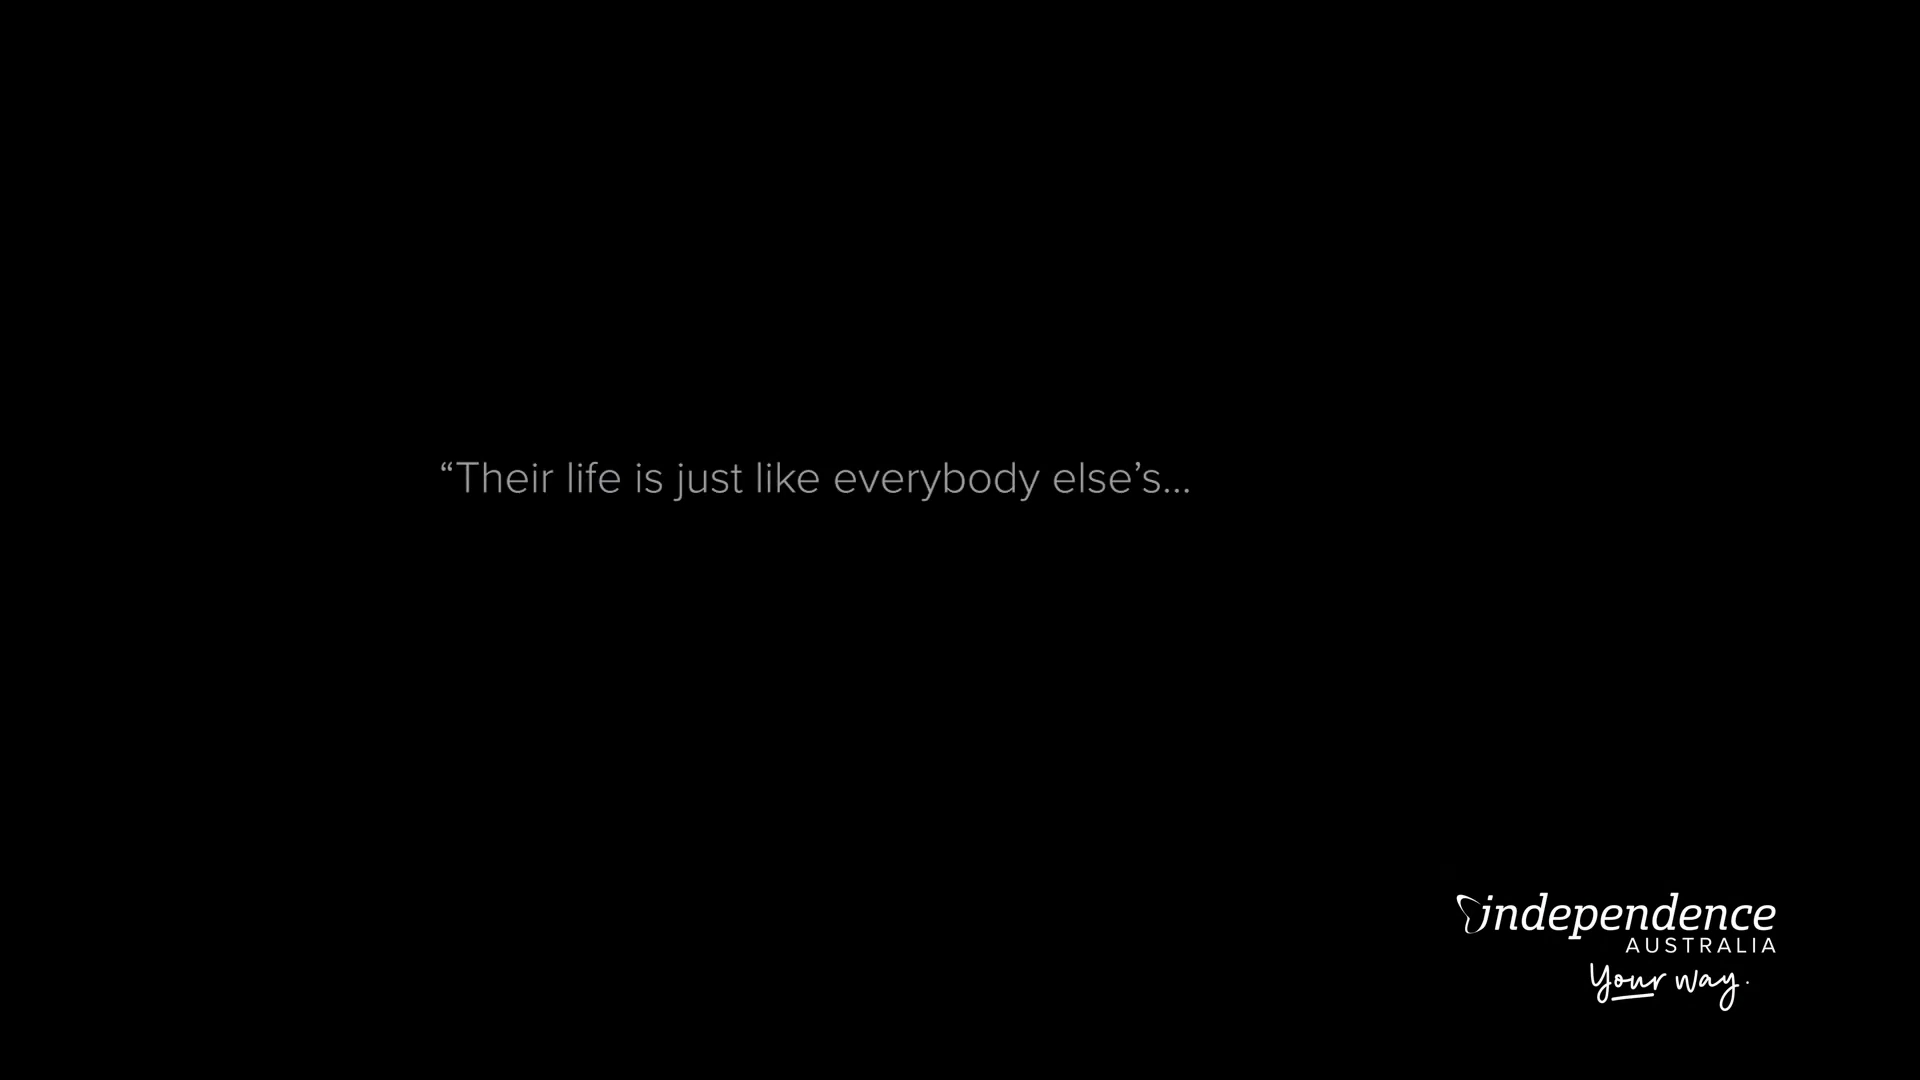 “Their life is just like everybody else’s...
independence
AUSTRALIA
Your way.